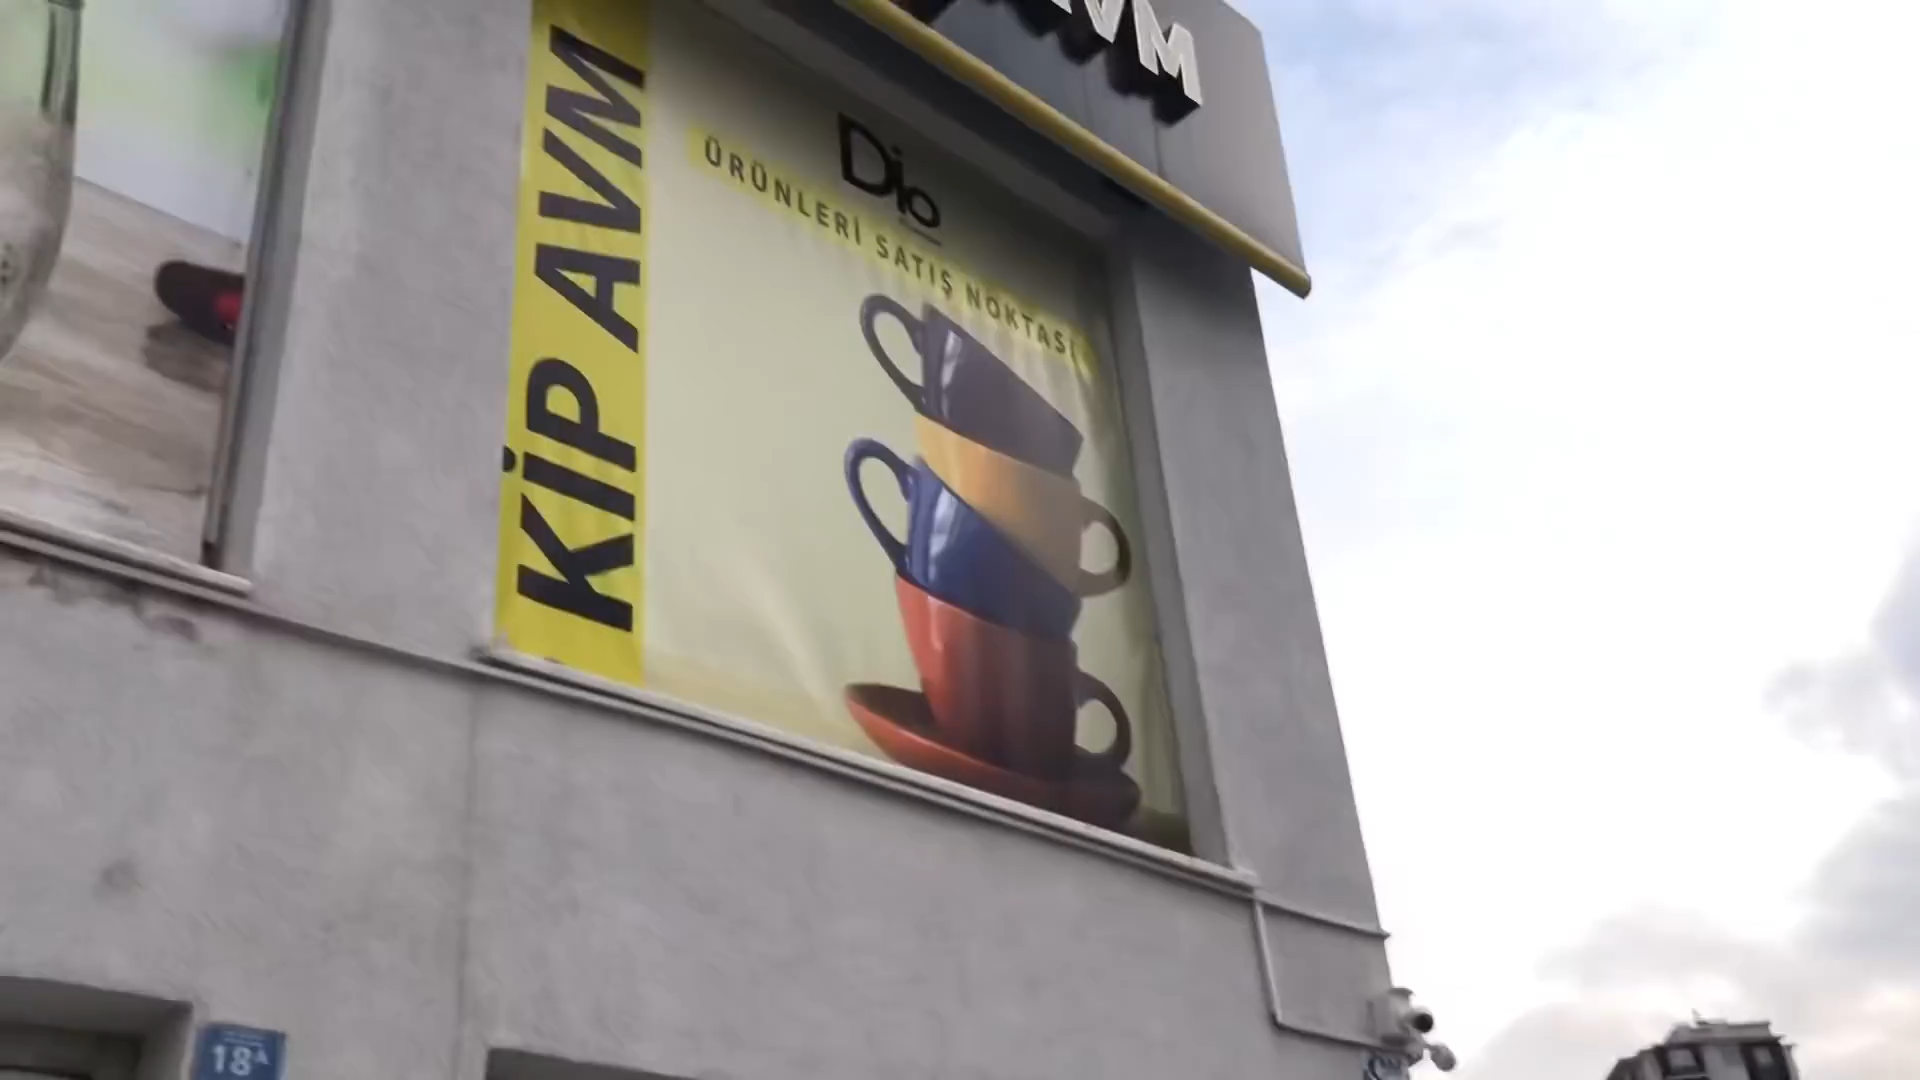 AVM
KİP AVM
Dio
ÜRÜNLERİ SATIŞ NOKTASI
18A